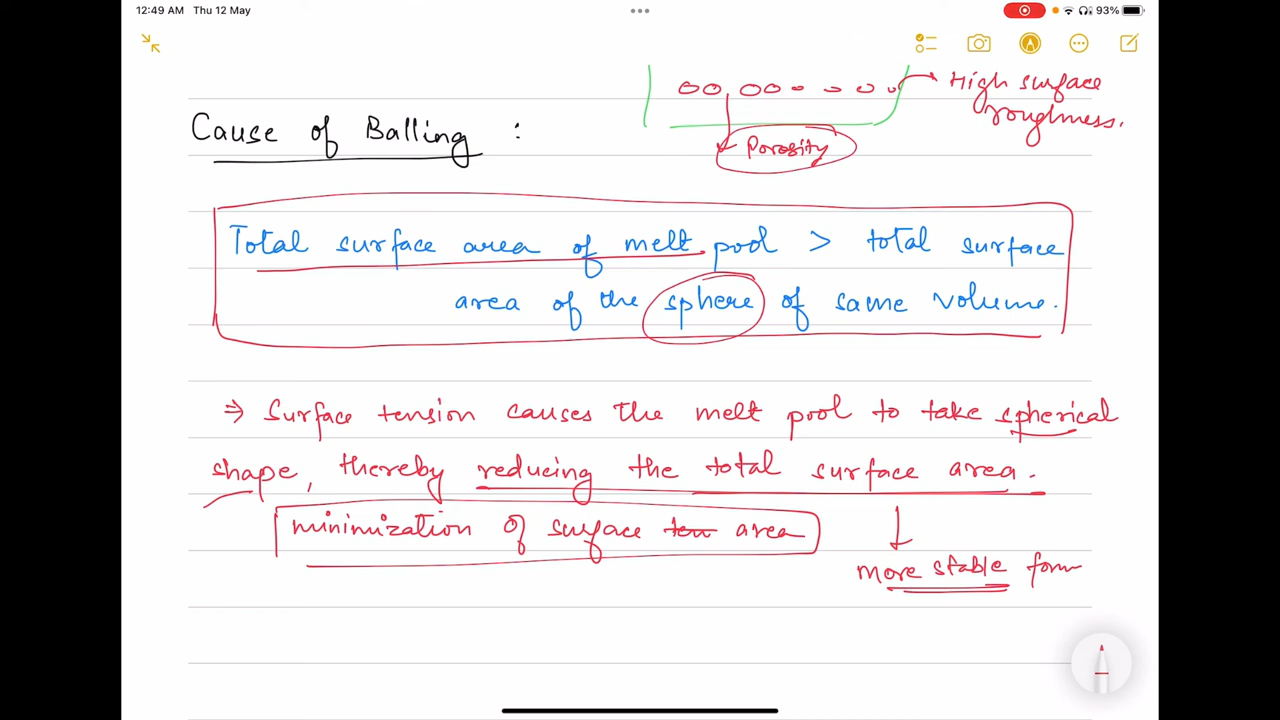 12:49 AM Thu 12 May
93%
High surface
roughness.
Porosity
Cause of Balling :
Total surface area of melt pool > total surface
area of the sphere of same volume.
⇒ Surface tension causes the melt pool to take spherical
shape, thereby reducing the total surface area.
minimization of surface ten area
more stable form